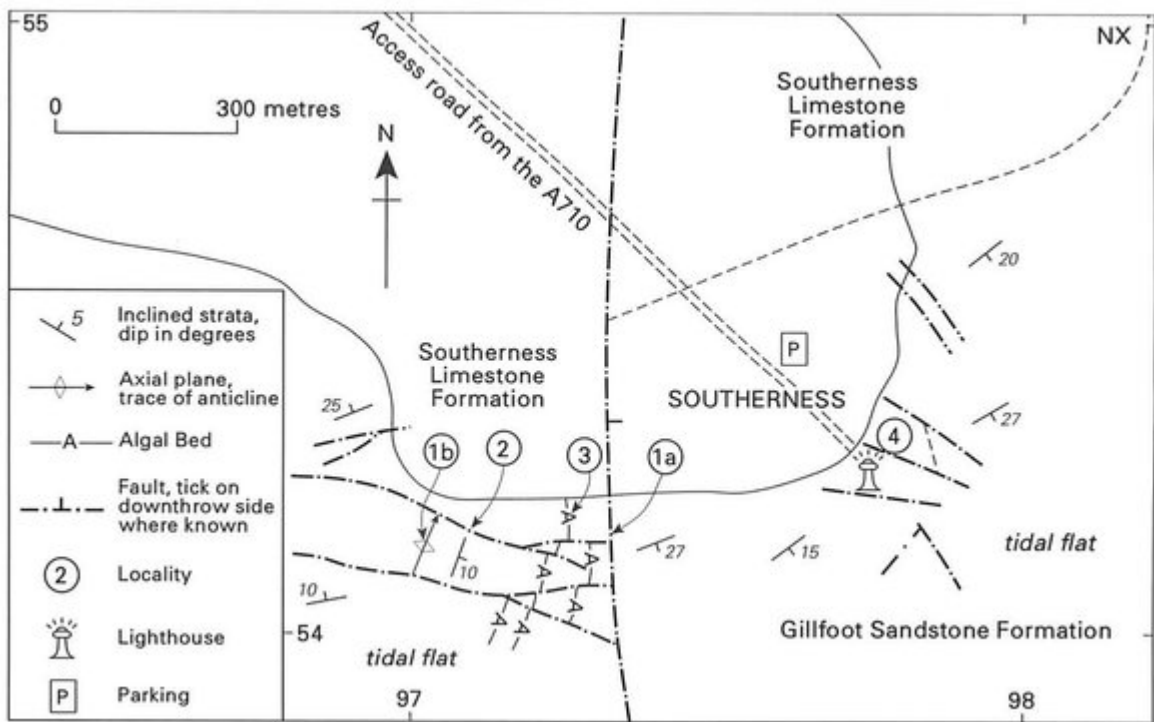 55
NX
0 300 metres
N
Access road from the A710
Southerness
Limestone
Formation
20
5 Inclined strata,
dip in degrees
Axial plane,
trace of anticline
A Algal Bed
Fault, tick on
downthrow side
where known
2 Locality
Lighthouse
P Parking
Southerness
Limestone
Formation
P
SOUTHERNESS
25
27
1b
2
3
1a
4
A
A
A
A
A
A
10
27
15
10
tidal flat
Gillfoot Sandstone Formation
54
tidal flat
97
98